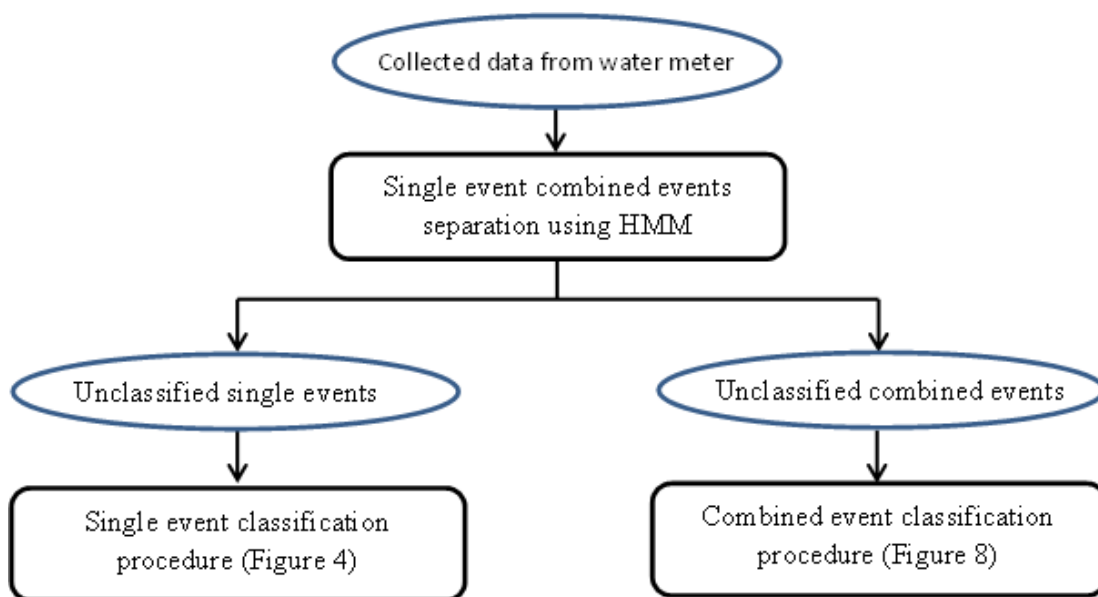 Collected data from water meter
Single event combined events
separation using HMM
Unclassified single events
Unclassified combined events
Single event classification
procedure (Figure 4)
Combined event classification
procedure (Figure 8)